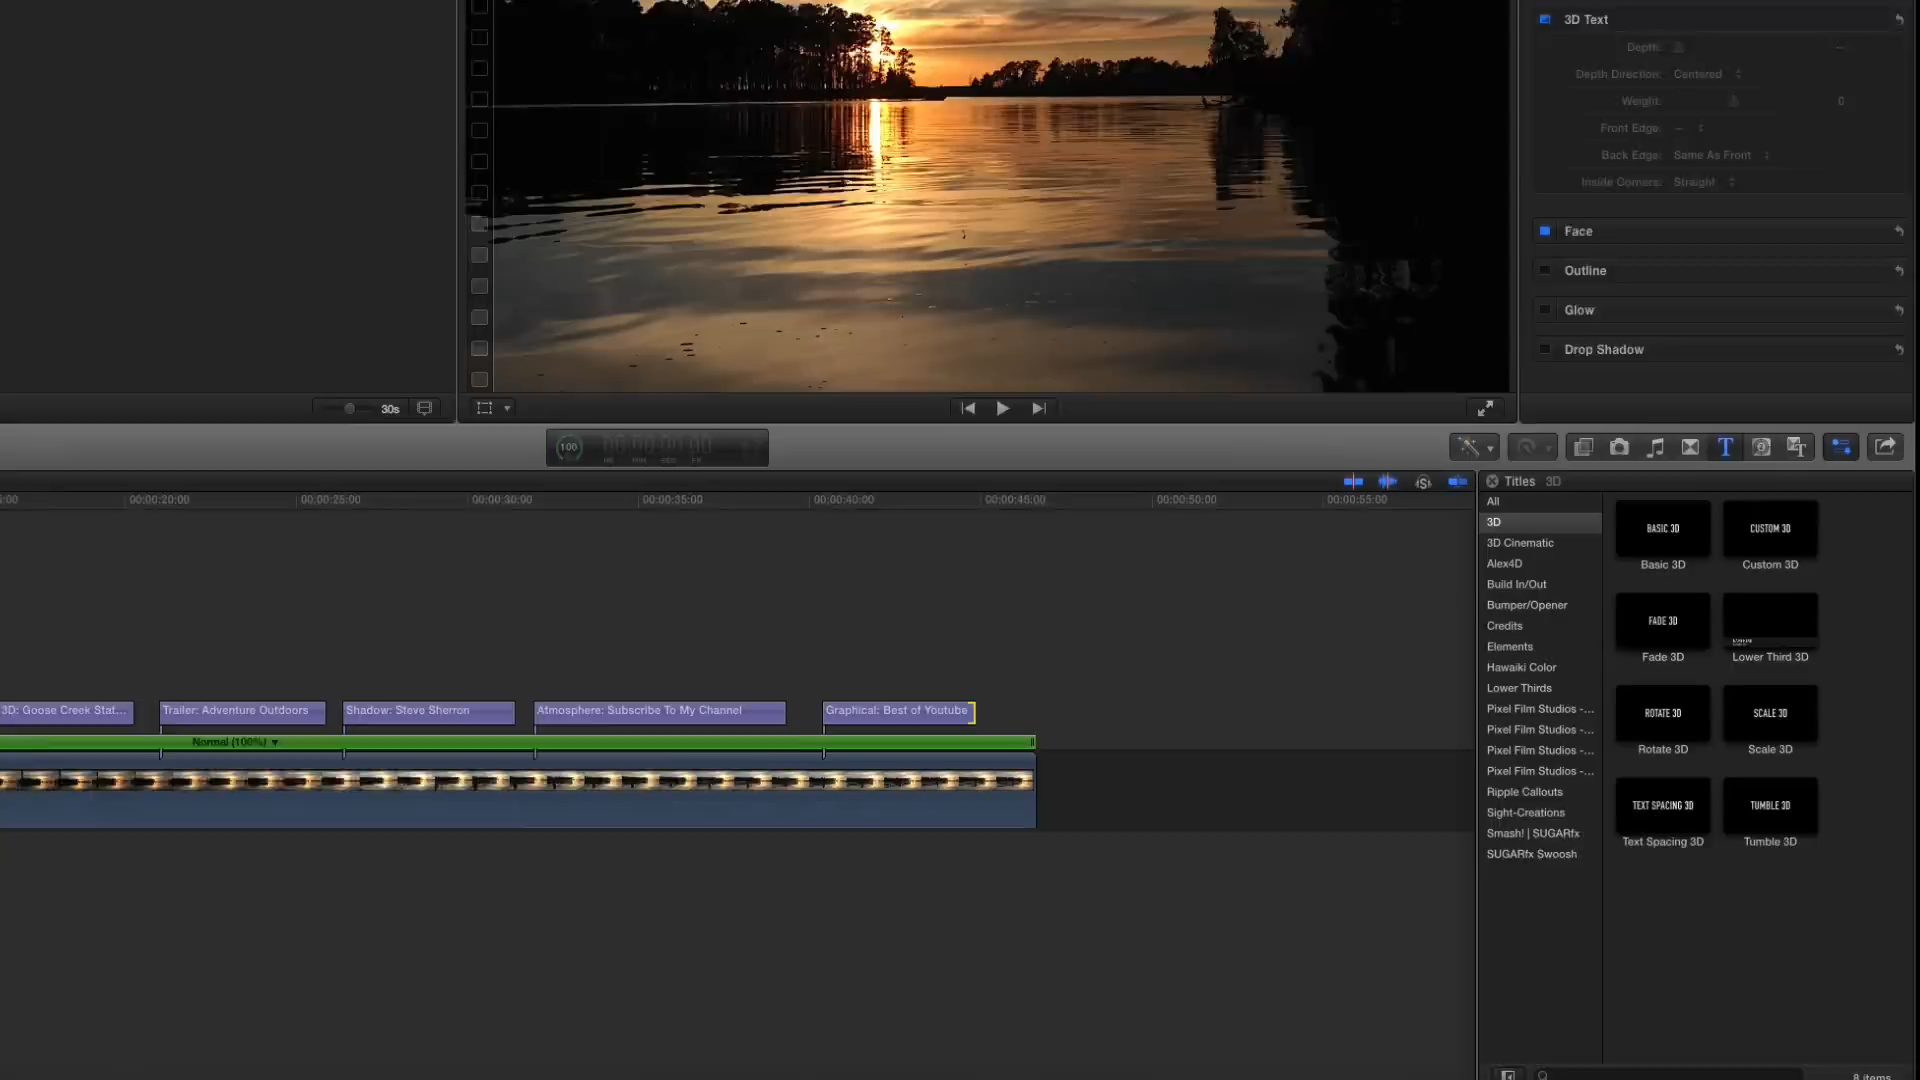 3D Text
Depth:
Depth Direction: Centered
Weight: 0
Front Edge:
Back Edge: Same As Front
Inside Corners: Straight
Face
Outline
Glow
Drop Shadow
30s
100
HR MIN SEC FR
00:00:20:00 00:00:25:00 00:00:30:00 00:00:35:00 00:00:40:00 00:00:45:00 00:00:50:00 00:00:55:00
Titles 3D
All
3D
3D Cinematic
Alex4D
Build In/Out
Bumper/Opener
Credits
Elements
Hawaiki Color
Lower Thirds
Pixel Film Studios -...
Pixel Film Studios -...
Pixel Film Studios -...
Pixel Film Studios -...
Ripple Callouts
Sight-Creations
Smash! | SUGARfx
SUGARfx Swoosh
BASIC 3D CUSTOM 3D
Basic 3D Custom 3D
FADE 3D
Fade 3D Lower Third 3D
ROTATE 3D SCALE 3D
Rotate 3D Scale 3D
TEXT SPACING 3D TUMBLE 3D
Text Spacing 3D Tumble 3D
3D: Goose Creek Stat... Trailer: Adventure Outdoors Shadow: Steve Sherron Atmosphere: Subscribe To My Channel Graphical: Best of Youtube
Normal (100%)
8 items